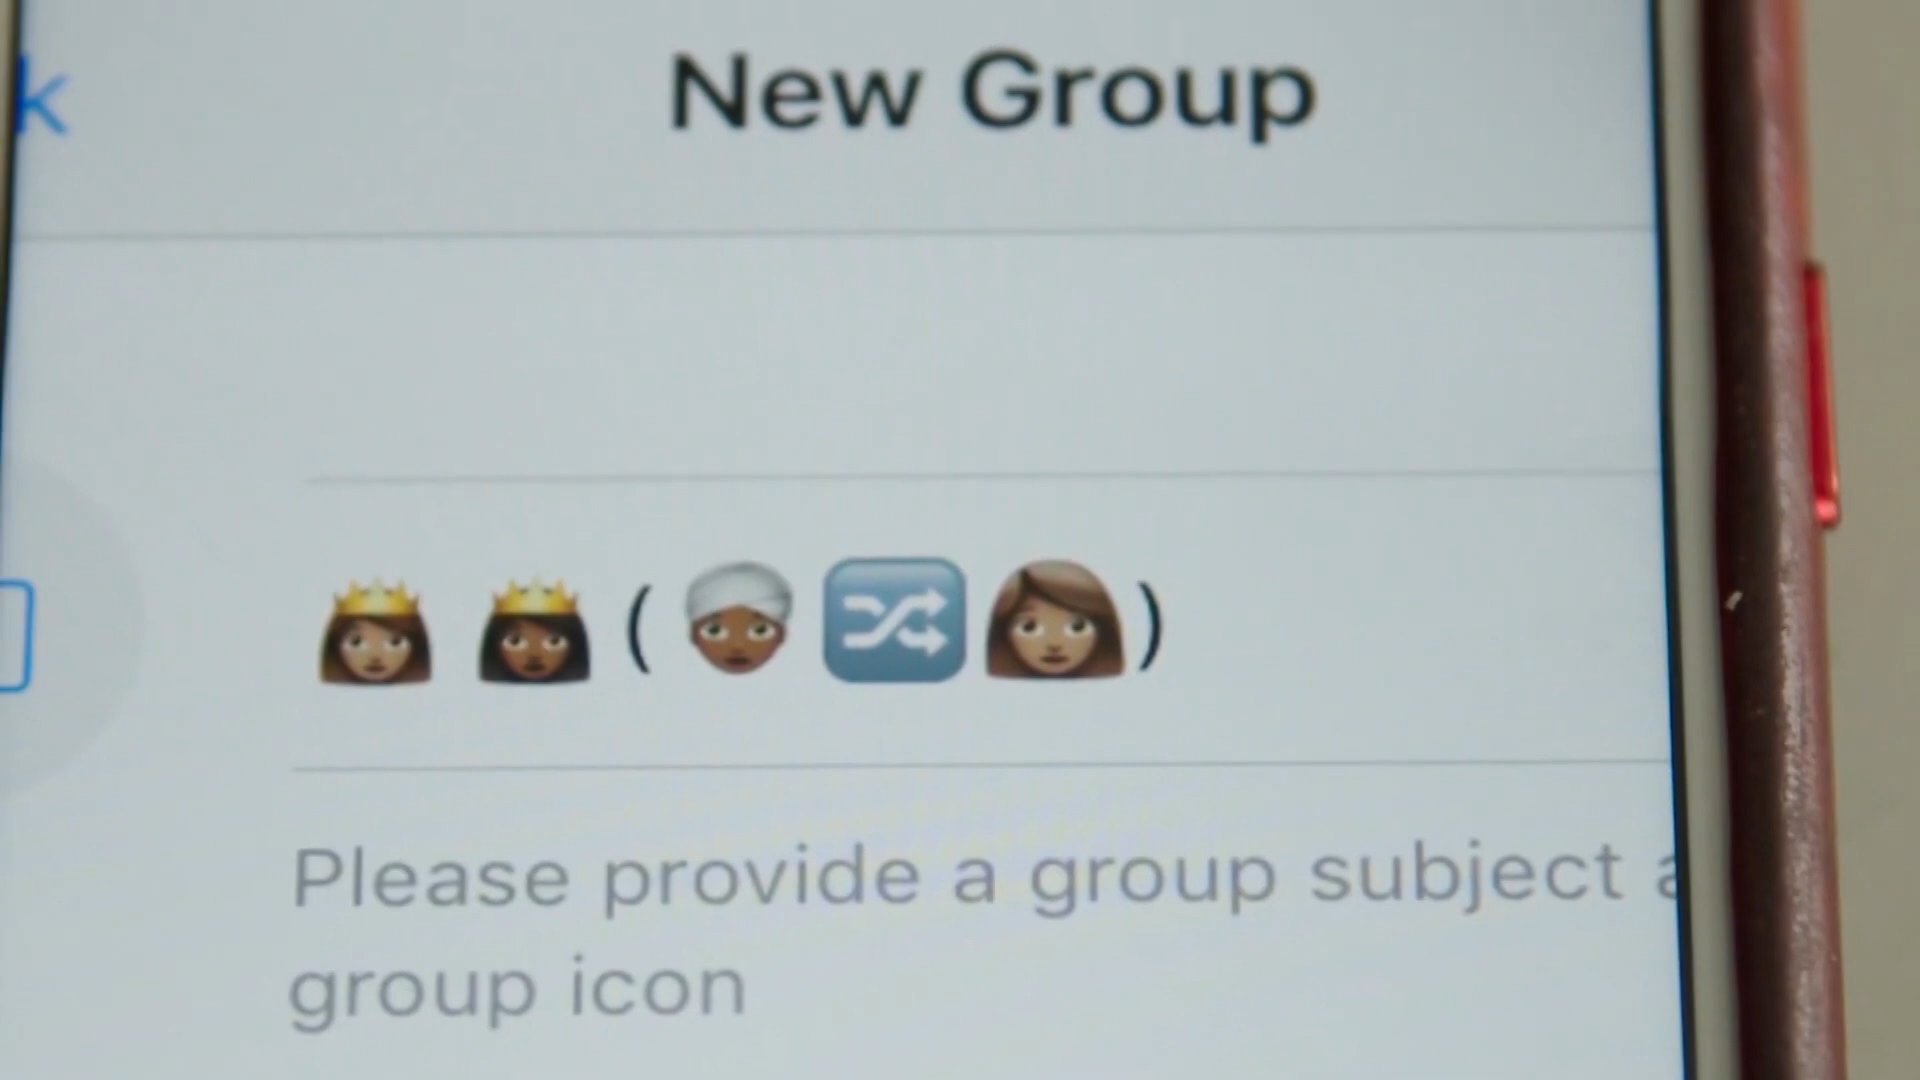 k
New Group
👸🏽 👸🏿 ( 👳🏾 🔀 👩🏽 )
Please provide a group subject
group icon